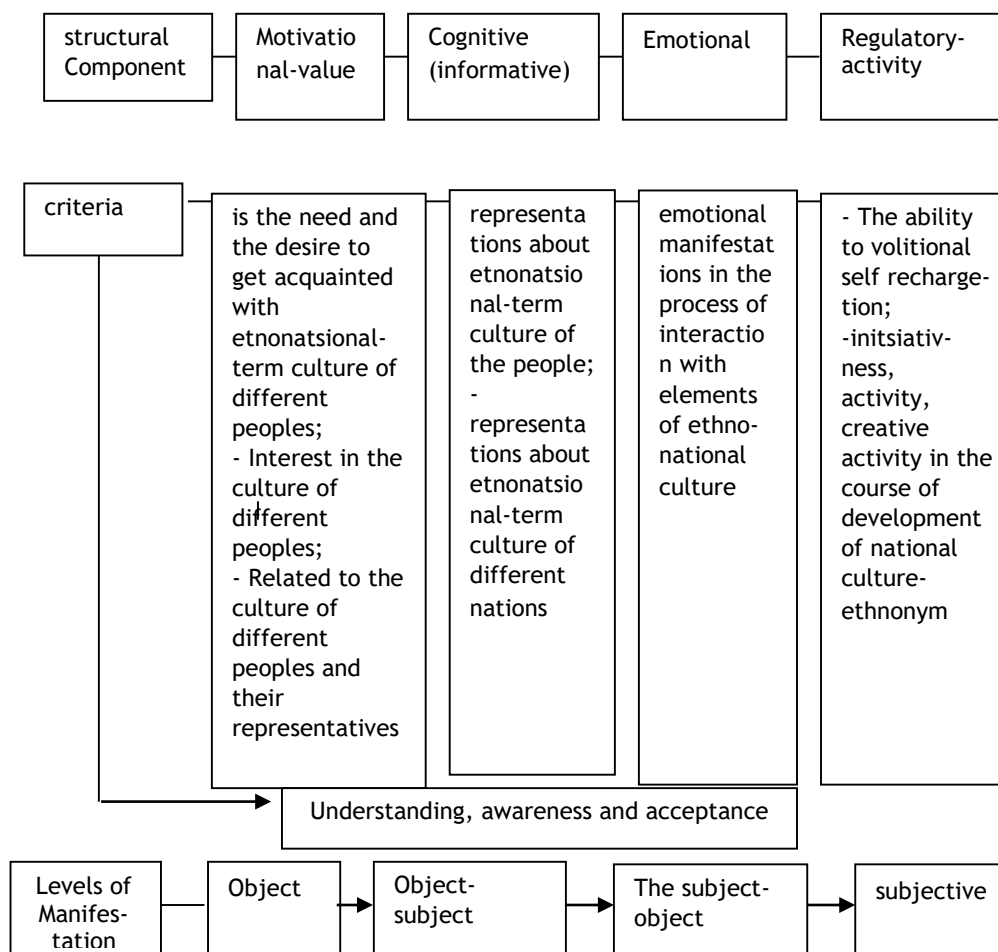 structural
Component
Motivatio
nal-value
Cognitive
(informative)
Emotional
Regulatory-
activity
criteria
is the need and
the desire to
get acquainted
with
etnonatsional-
term culture of
different
peoples;
- Interest in the
culture of
different
peoples;
- Related to the
culture of
different
peoples and
their
representatives
representa
tions about
etnonatsio
nal-term
culture of
the people;
-
representa
tions about
etnonatsio
nal-term
culture of
different
nations
emotional
manifestat
ions in the
process of
interactio
n with
elements
of ethno-
national
culture
- The ability
to volitional
self recharge-
tion;
-initsiativ-
ness,
activity,
creative
activity in the
course of
development
of national
culture-
ethnonym
Understanding, awareness and acceptance
Levels of
Manifes-
tation
Object
Object-
subject
The subject-
object
subjective